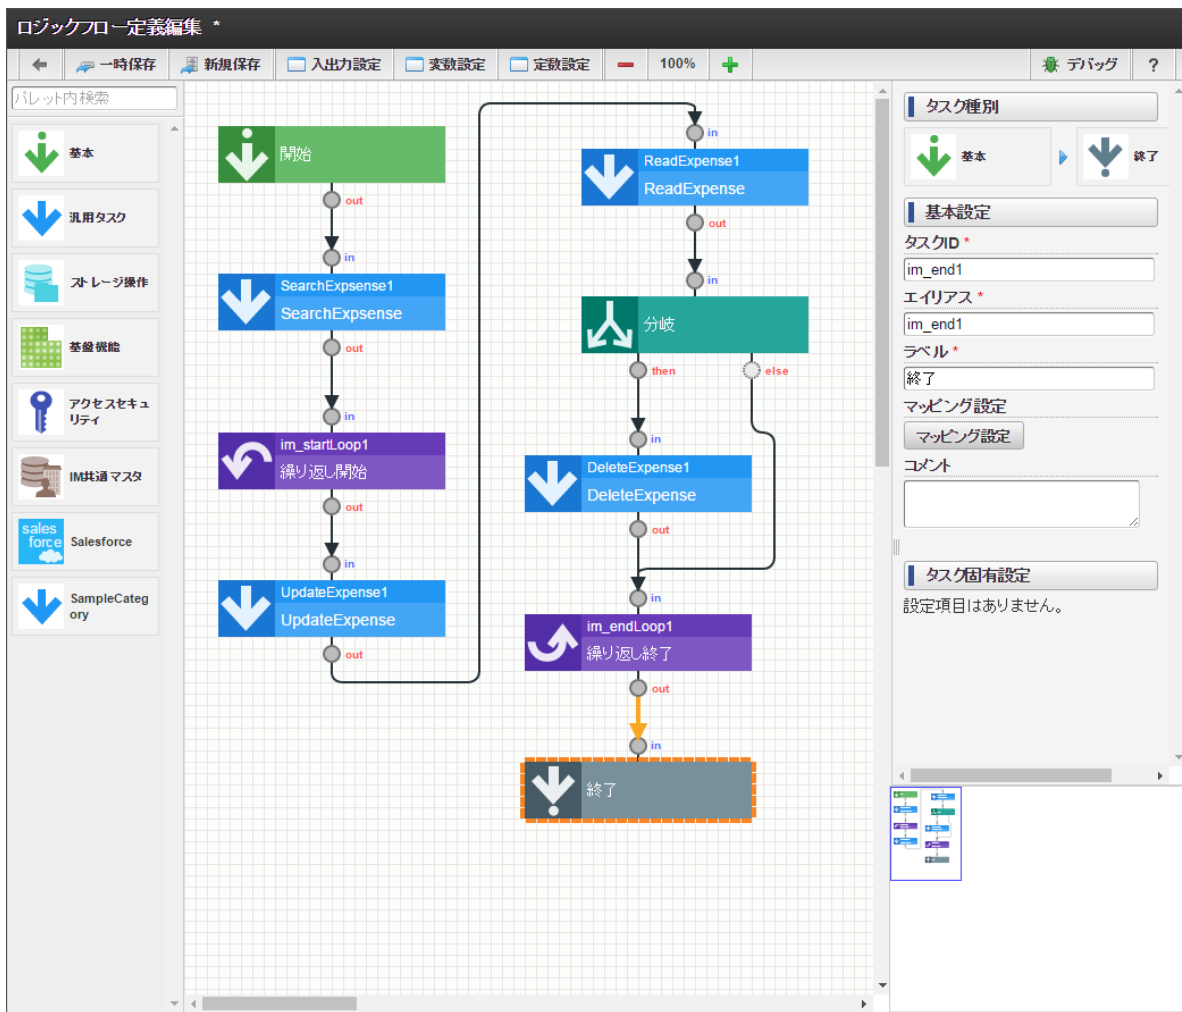 ロジックフロー定義編集 *
一時保存 新規保存 入出力設定 変数設定 定数設定 100% デバッグ ?
パレット内検索
基本
汎用タスク
ストレージ操作
基盤機能
アクセスセキュ
リティ
IM共通マスタ
sales
force
Salesforce
SampleCateg
ory
開始
out
in
SearchExpsense1
SearchExpsense
out
in
im_startLoop1
繰り返し開始
out
in
UpdateExpense1
UpdateExpense
out
in
ReadExpense1
ReadExpense
out
in
分岐
then
else
in
DeleteExpense1
DeleteExpense
out
in
im_endLoop1
繰り返し終了
out
in
終了
タスク種別
基本 終了
基本設定
タスクID *
im_end1
エイリアス *
im_end1
ラベル *
終了
マッピング設定
マッピング設定
コメント
タスク固有設定
設定項目はありません。